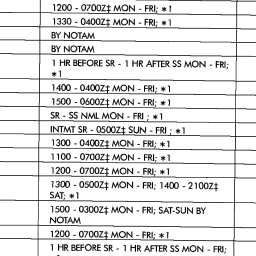 1200 - 0700Z‡ MON - FRI; *1
1330 - 0400Z‡ MON - FRI; *1
BY NOTAM
BY NOTAM
1 HR BEFORE SR - 1 HR AFTER SS MON - FRI;
*1
1400 - 0400Z‡ MON - FRI; *1
1500 - 0600Z‡ MON - FRI; *1
SR - SS NML MON - FRI ; *1
INTMT SR - 0500Z‡ SUN - FRI ; *1
1300 - 0400Z‡ MON - FRI; *1
1100 - 0700Z‡ MON - FRI; *1
1200 - 0700Z‡ MON - FRI; *1
1300 - 0500Z‡ MON - FRI; 1400 - 2100Z‡
SAT; *1
1500 - 0300Z‡ MON - FRI; SAT-SUN BY
NOTAM
1200 - 0700Z‡ MON - FRI; *1
1 HR BEFORE SR - 1 HR AFTER SS MON - FRI;